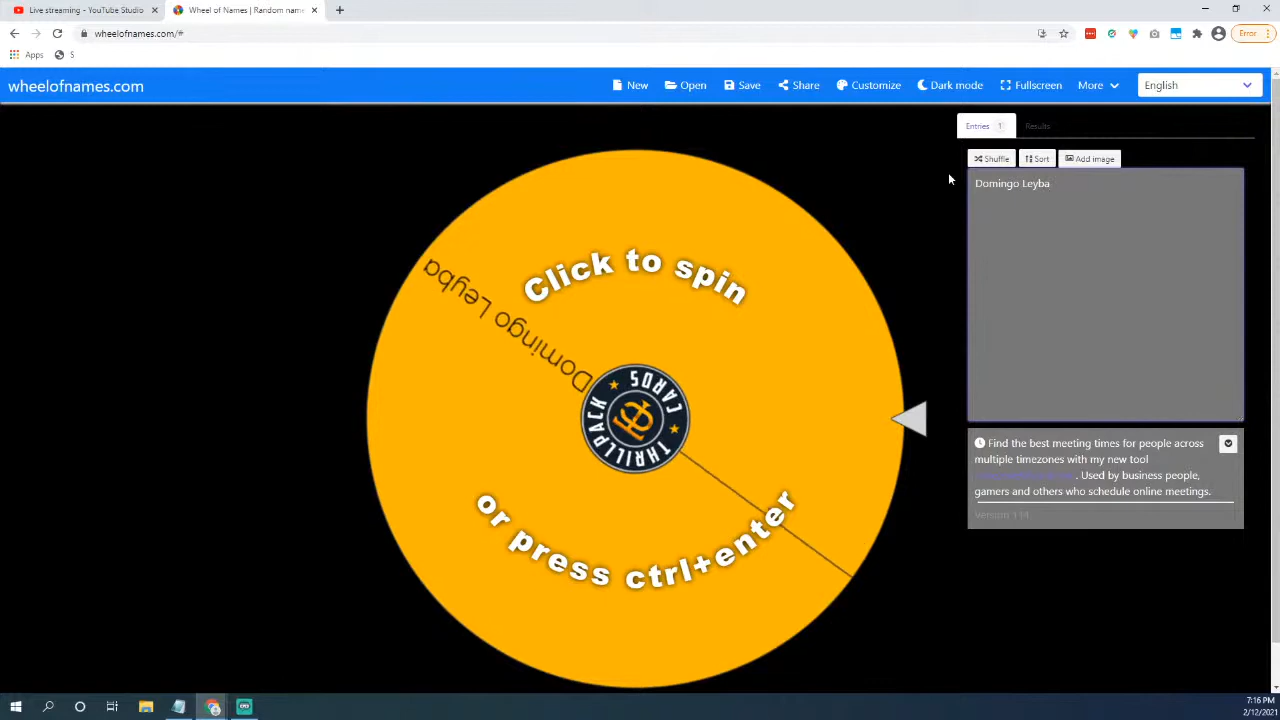 Live streaming - YouTube Studio
Wheel of Names | Random name
wheelofnames.com/#
Error
Apps
S
wheelofnames.com
New
Open
Save
Share
Customize
Dark mode
Fullscreen
More
English
Entries 1
Results
Shuffle
Sort
Add image
Domingo Leyba
Click to spin
Domingo Leyba
THRILLPACK CARDS
or press ctrl+enter
Find the best meeting times for people across
multiple timezones with my new tool
. Used by business people,
gamers and others who schedule online meetings.
Version 114
7:16 PM
2/12/2021